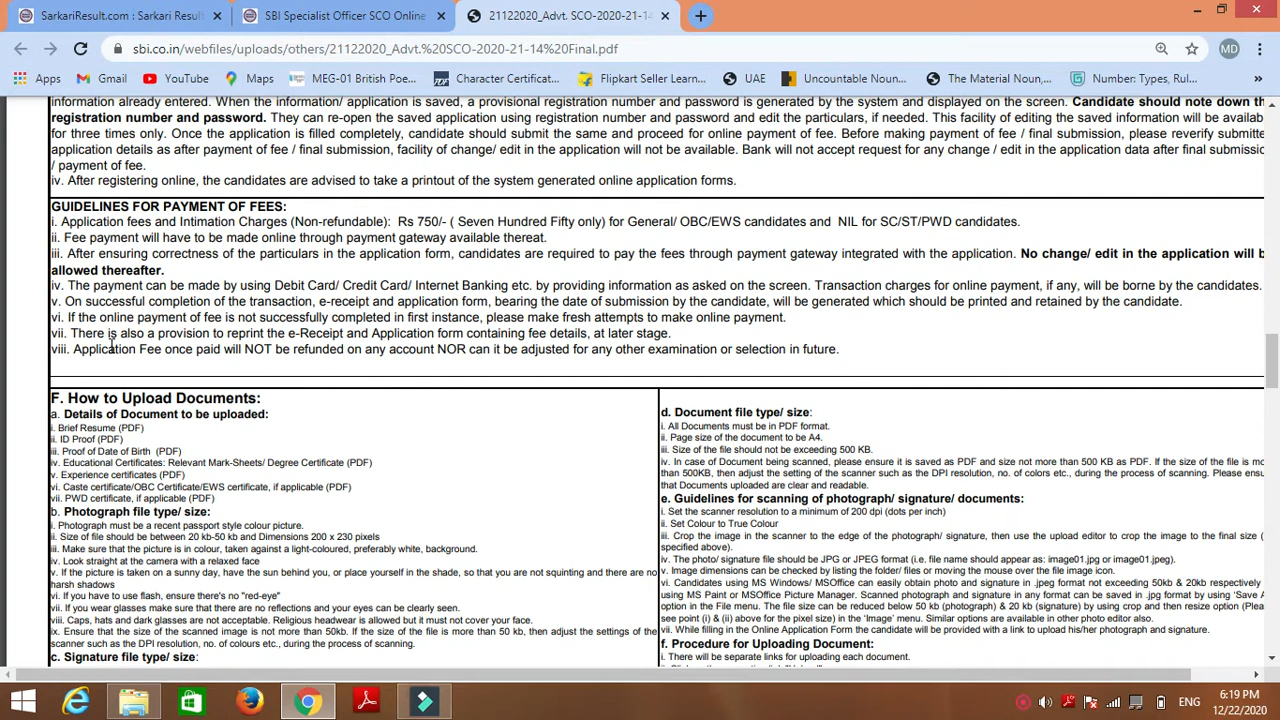 SarkariResult.com : Sarkari Result
SBI Specialist Officer SCO Online
21122020_Advt. SCO-2020-21-14
sbi.co.in/webfiles/uploads/others/21122020_Advt.%20SCO-2020-21-14%20Final.pdf
MD
Apps Gmail YouTube Maps MEG-01 British Poe... Character Certificat... Flipkart Seller Learn... UAE Uncountable Noun... The Material Noun,... Number: Types, Rul... »
information already entered. When the information/ application is saved, a provisional registration number and password is generated by the system and displayed on the screen. Candidate should note down th
registration number and password. They can re-open the saved application using registration number and password and edit the particulars, if needed. This facility of editing the saved information will be availab
for three times only. Once the application is filled completely, candidate should submit the same and proceed for online payment of fee. Before making payment of fee / final submission, please reverify submitte
application details as after payment of fee / final submission, facility of change/ edit in the application will not be available. Bank will not accept request for any change / edit in the application data after final submissio
/ payment of fee.
iv. After registering online, the candidates are advised to take a printout of the system generated online application forms.
GUIDELINES FOR PAYMENT OF FEES:
i. Application fees and Intimation Charges (Non-refundable): Rs 750/- ( Seven Hundred Fifty only) for General/ OBC/EWS candidates and NIL for SC/ST/PWD candidates.
ii. Fee payment will have to be made online through payment gateway available thereat.
iii. After ensuring correctness of the particulars in the application form, candidates are required to pay the fees through payment gateway integrated with the application. No change/ edit in the application will b
allowed thereafter.
iv. The payment can be made by using Debit Card/ Credit Card/ Internet Banking etc. by providing information as asked on the screen. Transaction charges for online payment, if any, will be borne by the candidates.
v. On successful completion of the transaction, e-receipt and application form, bearing the date of submission by the candidate, will be generated which should be printed and retained by the candidate.
vi. If the online payment of fee is not successfully completed in first instance, please make fresh attempts to make online payment.
vii. There is also a provision to reprint the e-Receipt and Application form containing fee details, at later stage.
viii. Application Fee once paid will NOT be refunded on any account NOR can it be adjusted for any other examination or selection in future.
F. How to Upload Documents:
a. Details of Document to be uploaded:
i. Brief Resume (PDF)
ii. ID Proof (PDF)
iii. Proof of Date of Birth (PDF)
iv. Educational Certificates: Relevant Mark-Sheets/ Degree Certificate (PDF)
v. Experience certificates (PDF)
vi. Caste certificate/OBC Certificate/EWS certificate, if applicable (PDF)
vii. PWD certificate, if applicable (PDF)
b. Photograph file type/ size:
i. Photograph must be a recent passport style colour picture.
ii. Size of file should be between 20 kb-50 kb and Dimensions 200 x 230 pixels
iii. Make sure that the picture is in colour, taken against a light-coloured, preferably white, background.
iv. Look straight at the camera with a relaxed face
v. If the picture is taken on a sunny day, have the sun behind you, or place yourself in the shade, so that you are not squinting and there are no
harsh shadows
vi. If you have to use flash, ensure there's no "red-eye"
vii. If you wear glasses make sure that there are no reflections and your eyes can be clearly seen.
viii. Caps, hats and dark glasses are not acceptable. Religious headwear is allowed but it must not cover your face.
ix. Ensure that the size of the scanned image is not more than 50kb. If the size of the file is more than 50 kb, then adjust the settings of the
scanner such as the DPI resolution, no. of colours etc., during the process of scanning.
c. Signature file type/ size:
d. Document file type/ size:
i. All Documents must be in PDF format.
ii. Page size of the document to be A4.
iii. Size of the file should not be exceeding 500 KB.
iv. In case of Document being scanned, please ensure it is saved as PDF and size not more than 500 KB as PDF. If the size of the file is mo
than 500KB, then adjust the setting of the scanner such as the DPI resolution, no. of colors etc., during the process of scanning. Please ensu
that Documents uploaded are clear and readable.
e. Guidelines for scanning of photograph/ signature/ documents:
i. Set the scanner resolution to a minimum of 200 dpi (dots per inch)
ii. Set Colour to True Colour
iii. Crop the image in the scanner to the edge of the photograph/ signature, then use the upload editor to crop the image to the final size (
specified above).
iv. The photo/ signature file should be JPG or JPEG format (i.e. file name should appear as: image01.jpg or image01.jpeg).
v. Image dimensions can be checked by listing the folder/ files or moving the mouse over the file image icon.
vi. Candidates using MS Windows/ MSOffice can easily obtain photo and signature in .jpeg format not exceeding 50kb & 20kb respectively
using MS Paint or MSOffice Picture Manager. Scanned photograph and signature in any format can be saved in .jpg format by using 'Save A
option in the File menu. The file size can be reduced below 50 kb (photograph) & 20 kb (signature) by using crop and then resize option (Plea
see point (i) & (ii) above for the pixel size) in the 'Image' menu. Similar options are available in other photo editor also.
vii. While filling in the Online Application Form the candidate will be provided with a link to upload his/her photograph and signature.
f. Procedure for Uploading Document:
i. There will be separate links for uploading each document.
ENG
6:19 PM
12/22/2020